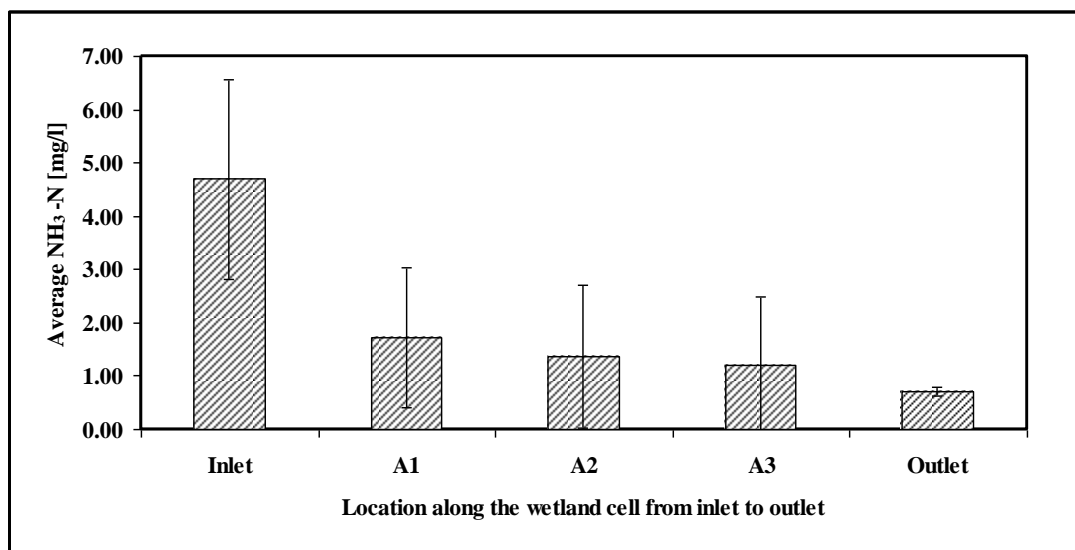 Average NH₃ -N [mg/l]
7.00
6.00
5.00
4.00
3.00
2.00
1.00
0.00
Inlet A1 A2 A3 Outlet
Location along the wetland cell from inlet to outlet